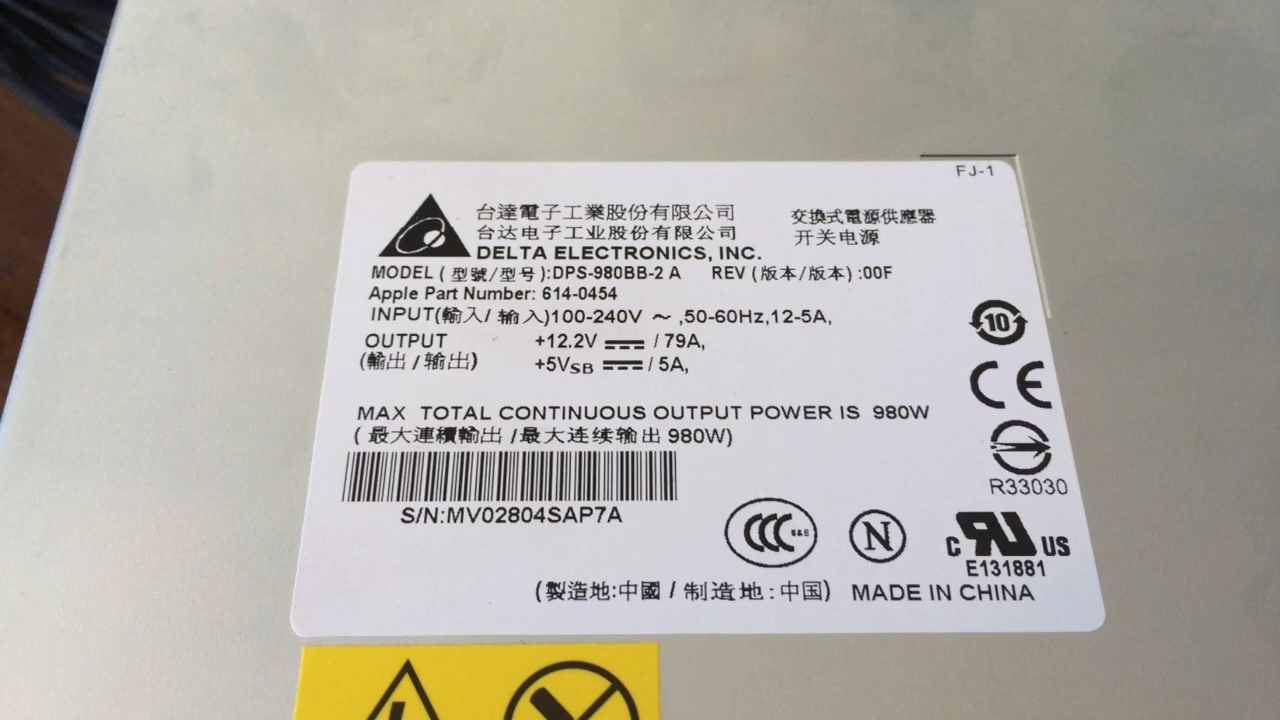 FJ-1
台達電子工業股份有限公司 交換式電源供應器
台达电子工业股份有限公司 开关电源
DELTA ELECTRONICS, INC.
MODEL (型號/型号):DPS-980BB-2 A REV (版本/版本) :00F
Apple Part Number: 614-0454
INPUT(輸入/ 输入)100-240V ～ ,50-60Hz,12-5A,
OUTPUT +12.2V ⎓ / 79A,
(輸出 / 输出) +5VSB ⎓ / 5A,
10
CE
MAX TOTAL CONTINUOUS OUTPUT POWER IS 980W
( 最大連續輸出 /最大连续输出 980W)
R33030
S/N:MV02804SAP7A
CCC S&E
N
c RU US
E131881
(製造地:中國 / 制造地:中国) MADE IN CHINA